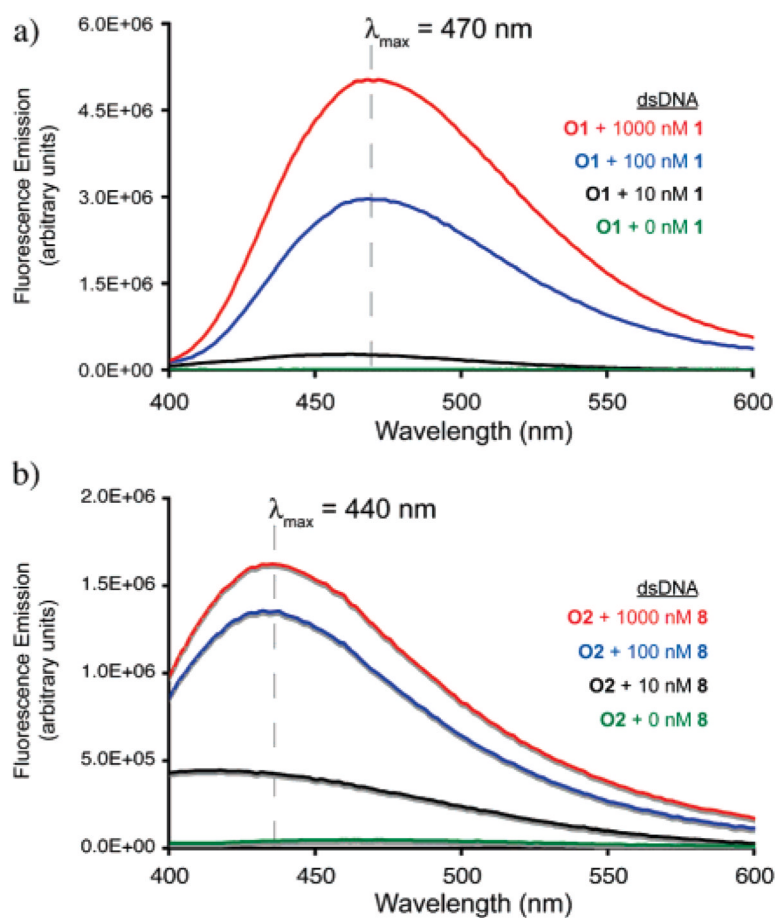 a)
λmax = 470 nm
Fluorescence Emission
(arbitrary units)
6.0E+06
4.5E+06
3.0E+06
1.5E+06
0.0E+00
dsDNA
O1 + 1000 nM 1
O1 + 100 nM 1
O1 + 10 nM 1
O1 + 0 nM 1
400 450 500 550 600
Wavelength (nm)
b)
λmax = 440 nm
Fluorescence Emission
(arbitrary units)
2.0E+06
1.5E+06
1.0E+06
5.0E+05
0.0E+00
dsDNA
O2 + 1000 nM 8
O2 + 100 nM 8
O2 + 10 nM 8
O2 + 0 nM 8
400 450 500 550 600
Wavelength (nm)